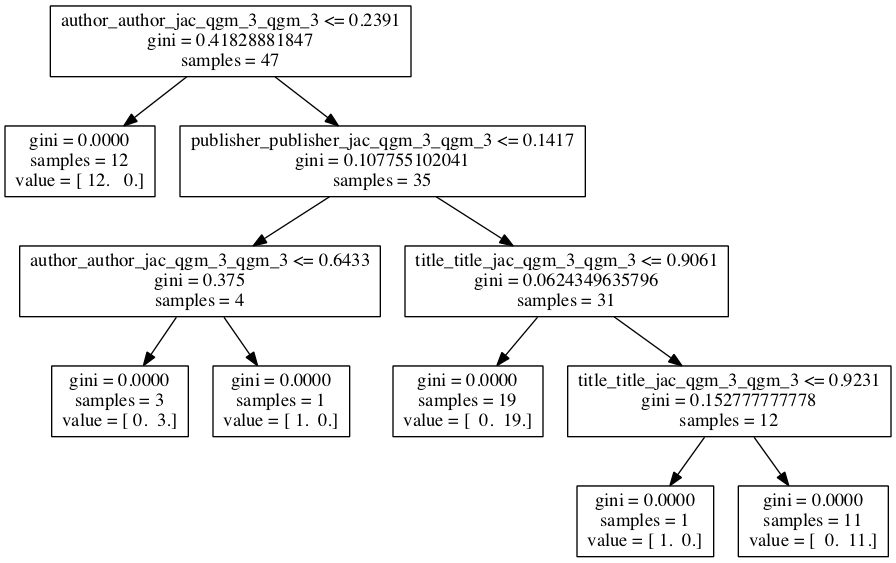 author_author_jac_qgm_3_qgm_3 <= 0.2391
gini = 0.41828881847
samples = 47
gini = 0.0000
samples = 12
value = [ 12.   0.]
publisher_publisher_jac_qgm_3_qgm_3 <= 0.1417
gini = 0.107755102041
samples = 35
author_author_jac_qgm_3_qgm_3 <= 0.6433
gini = 0.375
samples = 4
title_title_jac_qgm_3_qgm_3 <= 0.9061
gini = 0.0624349635796
samples = 31
gini = 0.0000
samples = 3
value = [ 0.  3.]
gini = 0.0000
samples = 1
value = [ 1.  0.]
gini = 0.0000
samples = 19
value = [  0.  19.]
title_title_jac_qgm_3_qgm_3 <= 0.9231
gini = 0.152777777778
samples = 12
gini = 0.0000
samples = 1
value = [ 1.  0.]
gini = 0.0000
samples = 11
value = [  0.  11.]